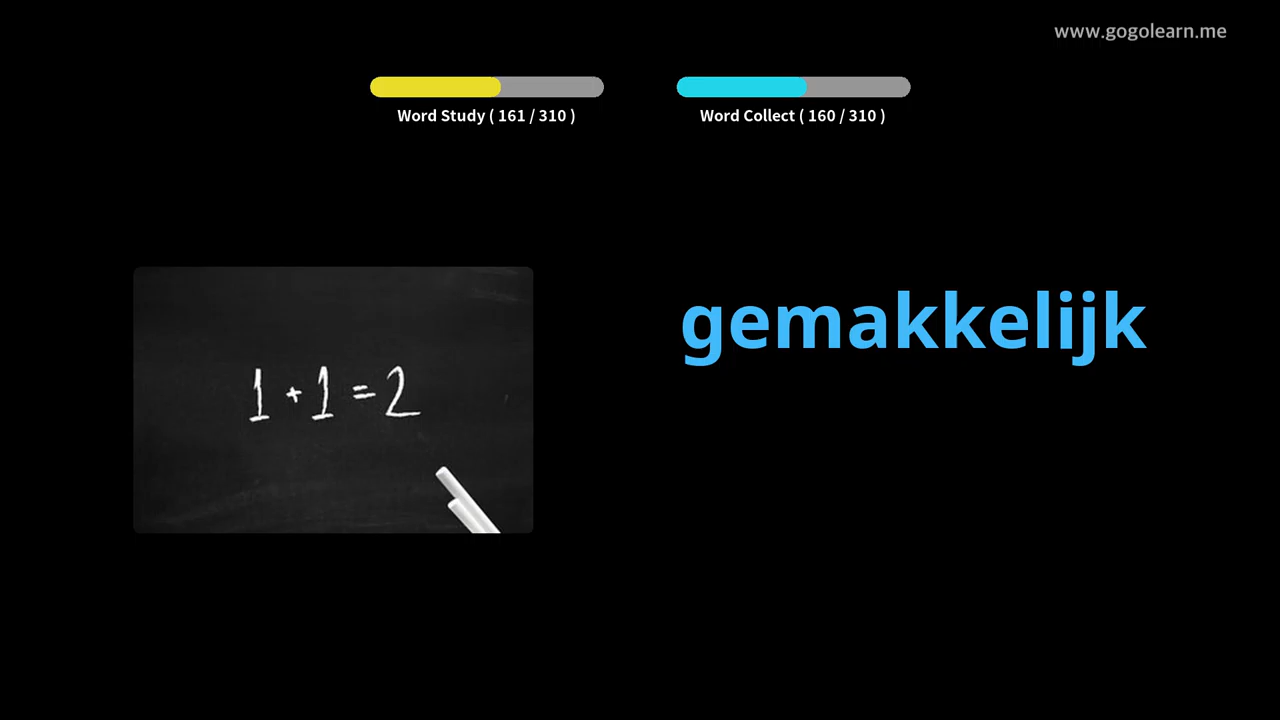 www.gogolearn.me
Word Study ( 161 / 310 )
Word Collect ( 160 / 310 )
gemakkelijk
1 + 1 = 2